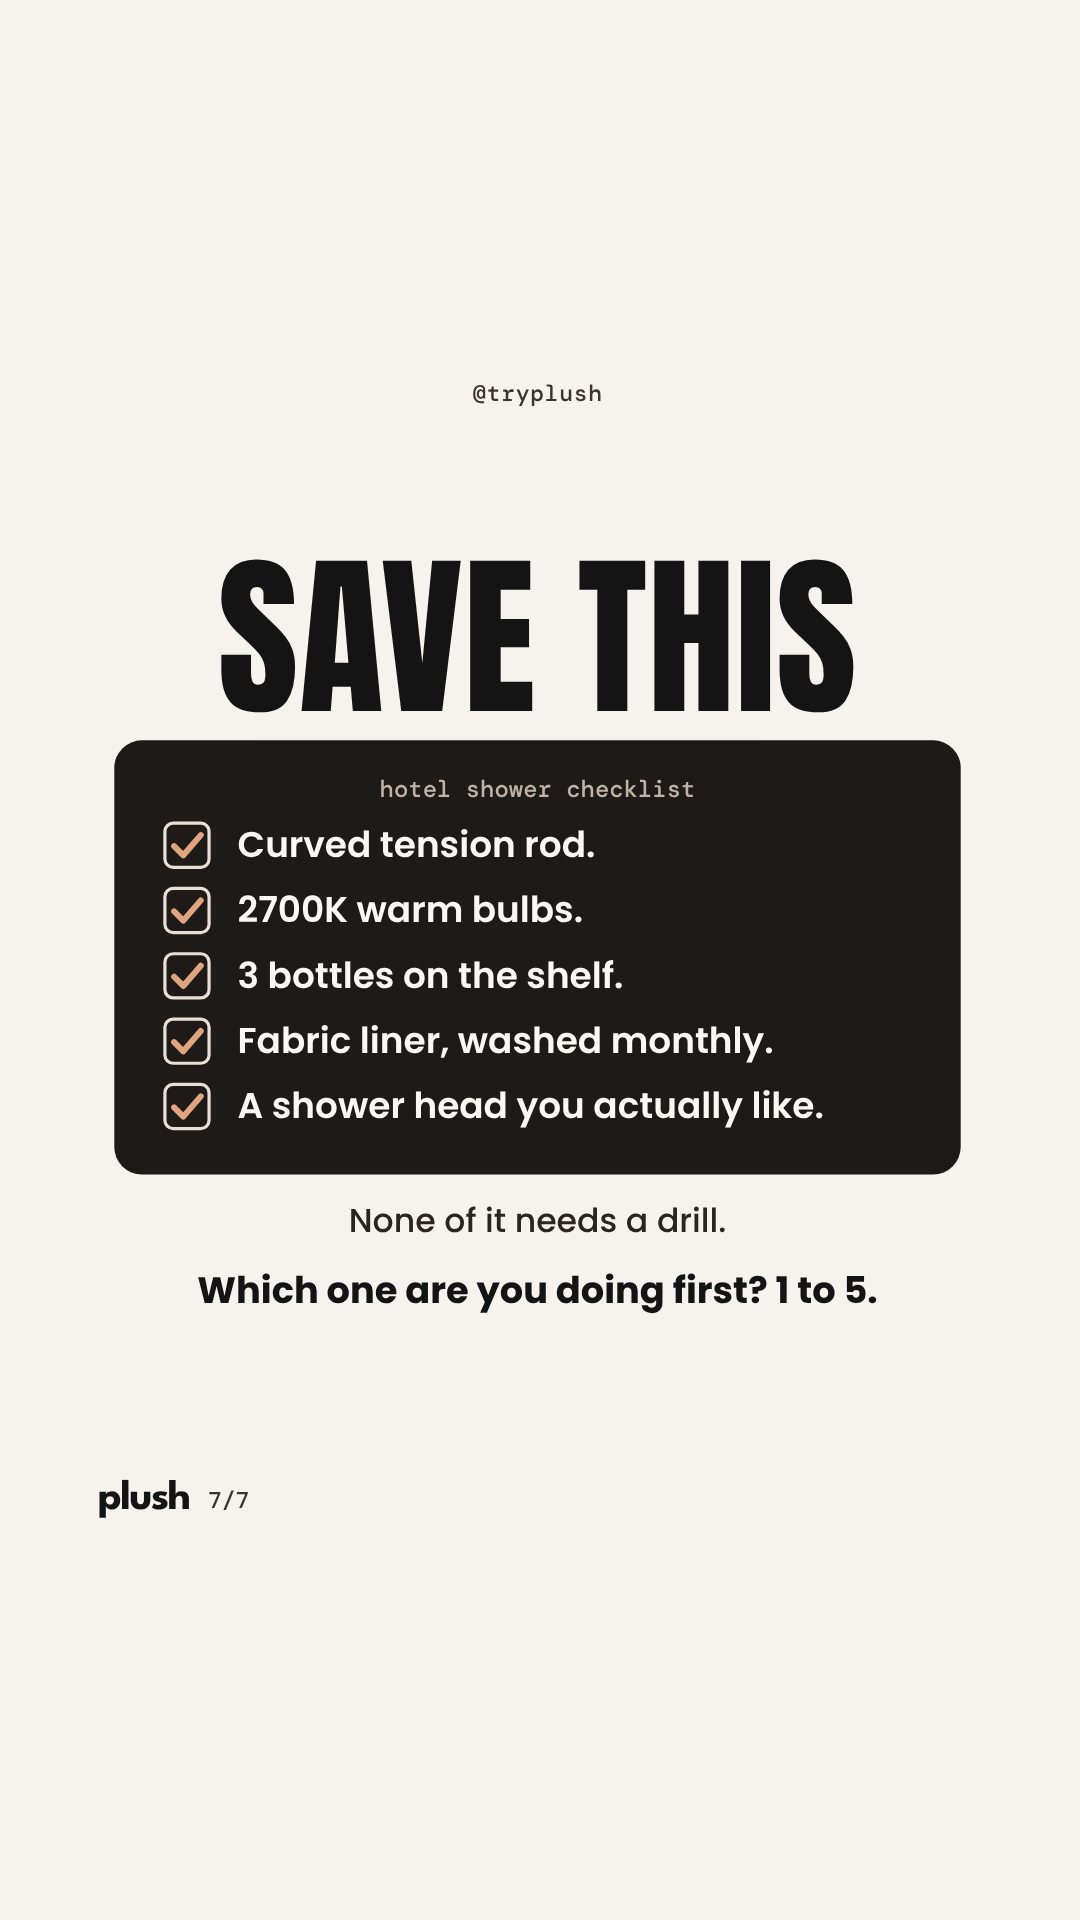 @tryplush
SAVE THIS
hotel shower checklist
Curved tension rod.
2700K warm bulbs.
3 bottles on the shelf.
Fabric liner, washed monthly.
A shower head you actually like.
None of it needs a drill.
Which one are you doing first? 1 to 5.
plush 7/7